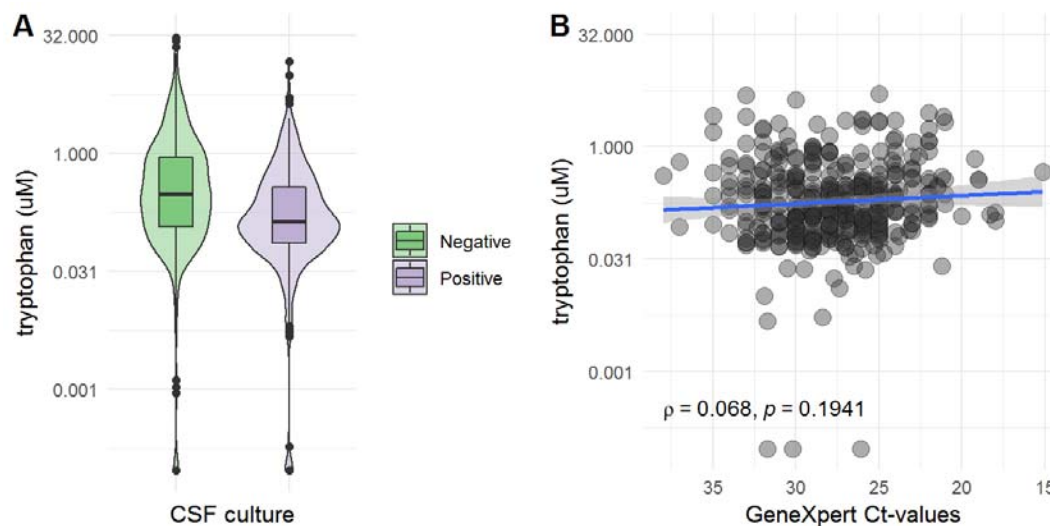 A
32.000
1.000
0.031
0.001
tryptophan (uM)
CSF culture
Negative
Positive
B
32.000
1.000
0.031
0.001
tryptophan (uM)
ρ = 0.068, p = 0.1941
35 30 25 20 15
GeneXpert Ct-values